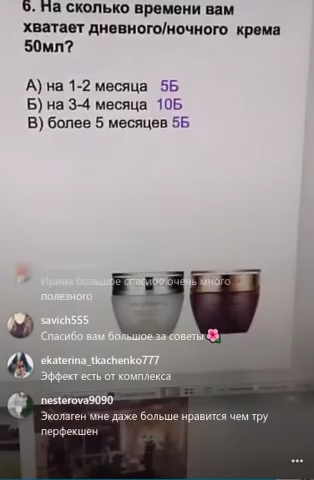 6. На сколько времени вам
хватает дневного/ночного крема
50мл?
А) на 1-2 месяца 5Б
Б) на 3-4 месяца 10Б
В) более 5 месяцев 5Б
Ирина большое спасибо очень много
полезного
savich555
Спасибо вам большое за советы🌺
ekaterina_tkachenko777
Эффект есть от комплекса
nesterova9090
Эколаген мне даже больше нравится чем тру
перфекшен